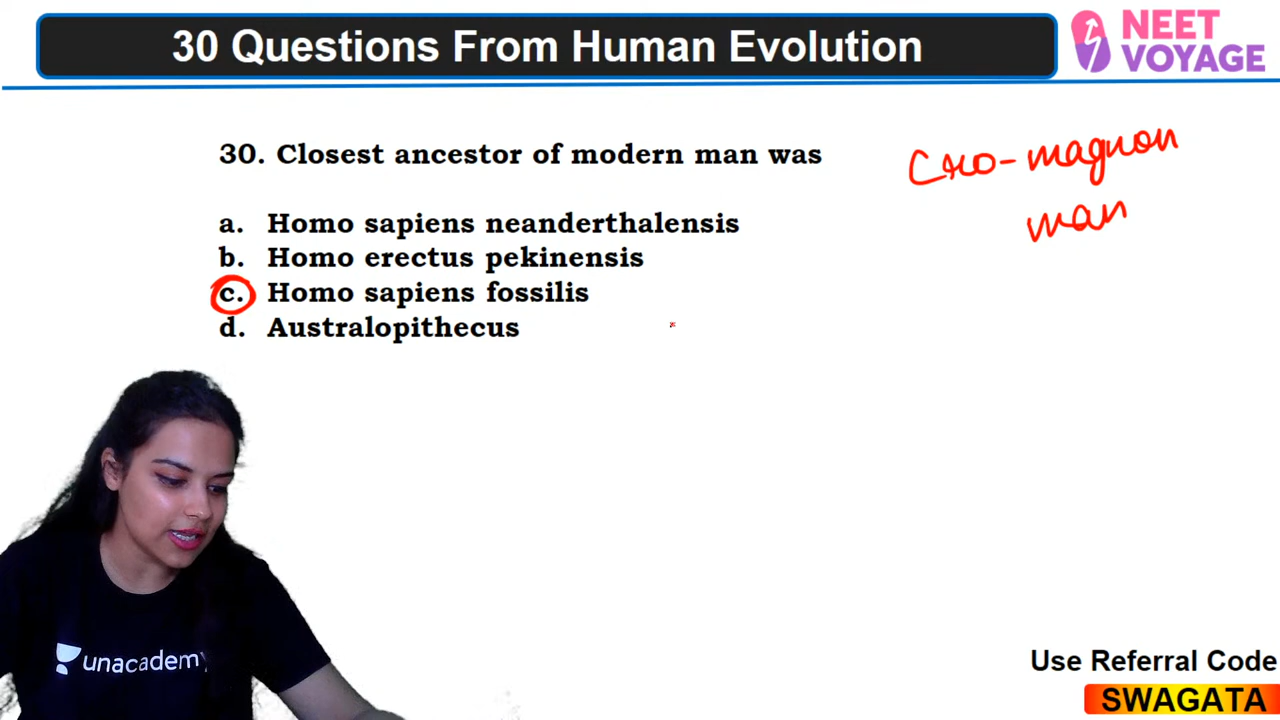 30 Questions From Human Evolution
NEET
VOYAGE
30. Closest ancestor of modern man was
Cro-magnon
man
a. Homo sapiens neanderthalensis
b. Homo erectus pekinensis
c. Homo sapiens fossilis
d. Australopithecus
unacademy
Use Referral Code
SWAGATA